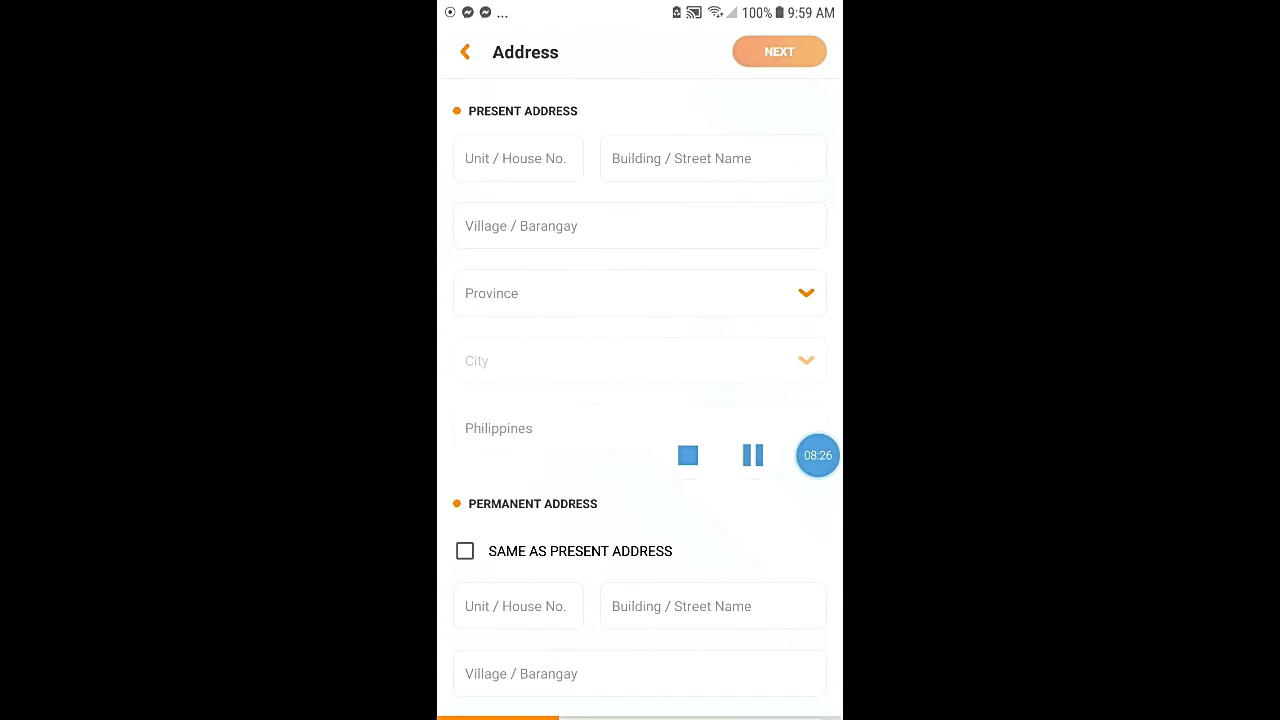 ... 100% 9:59 AM
Address NEXT
PRESENT ADDRESS
Unit / House No. Building / Street Name
Village / Barangay
Province
City
Philippines
08:26
PERMANENT ADDRESS
SAME AS PRESENT ADDRESS
Unit / House No. Building / Street Name
Village / Barangay